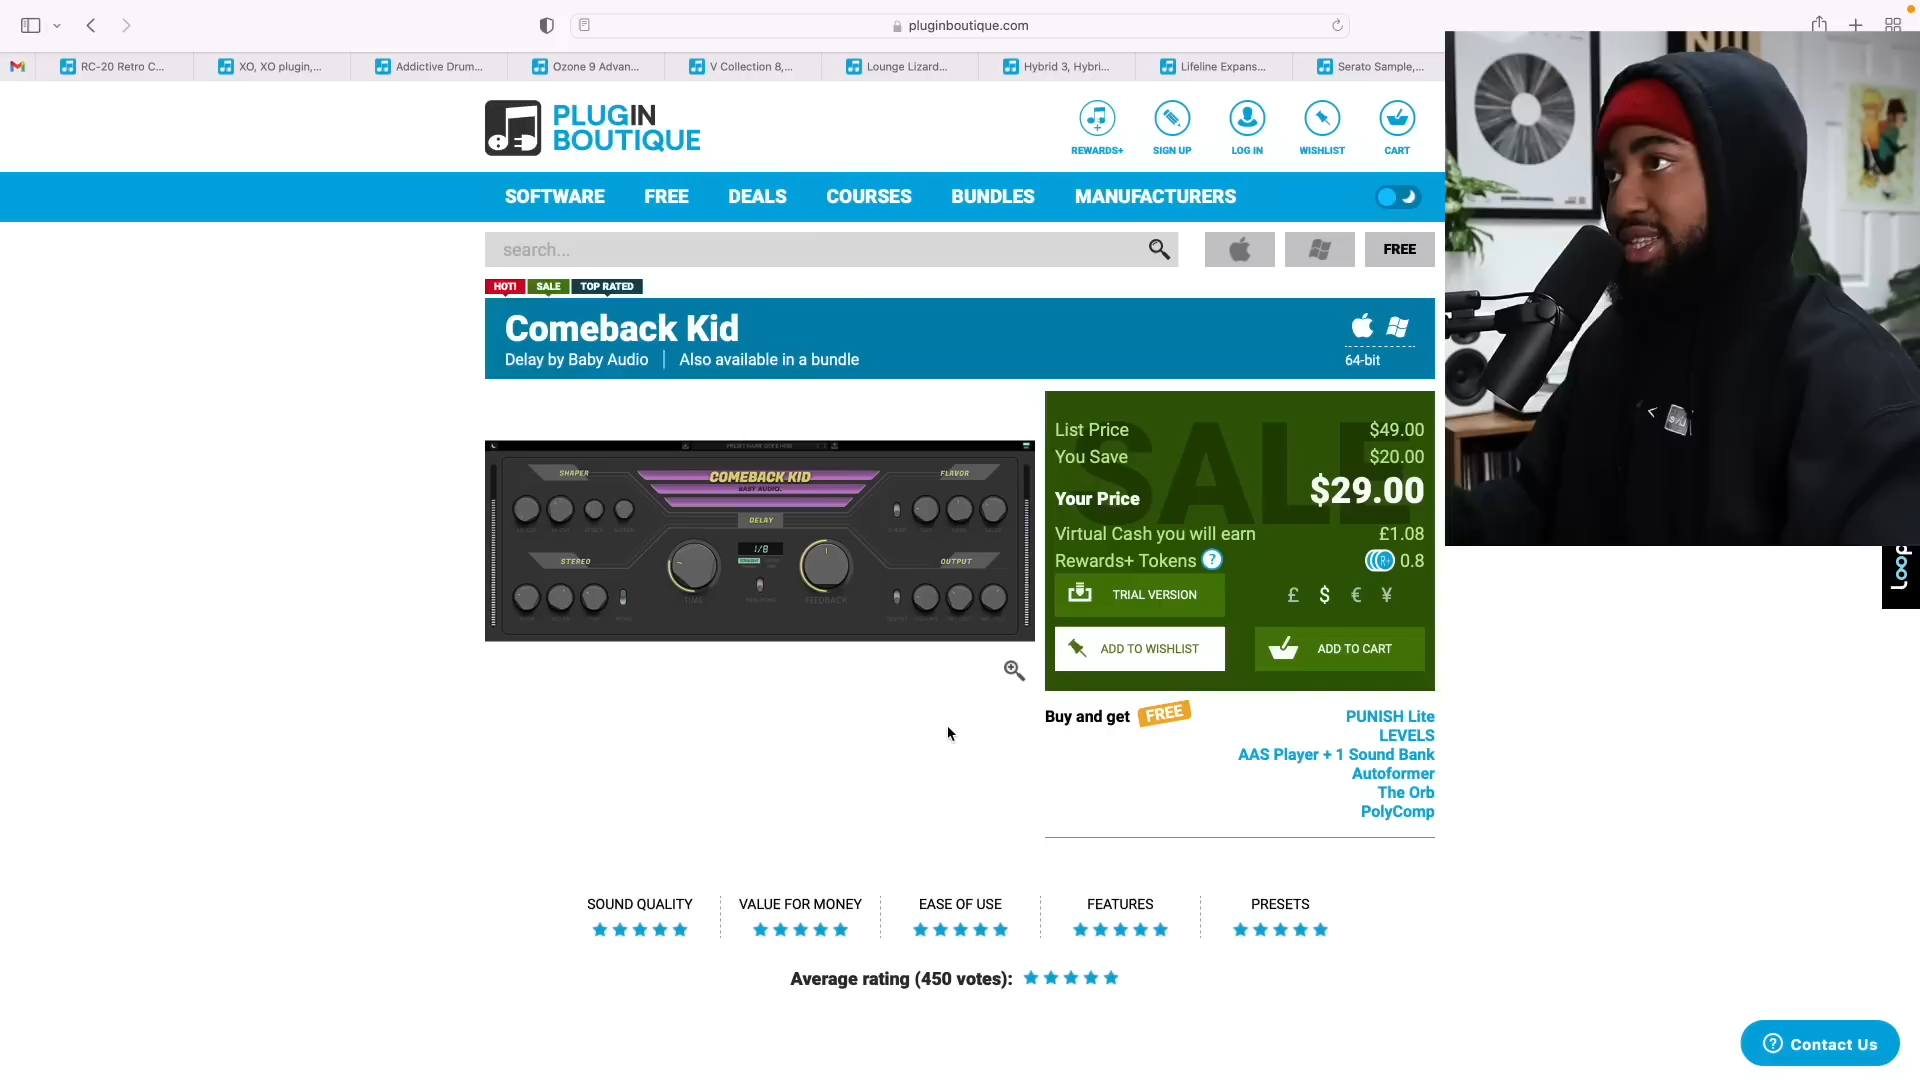 pluginboutique.com
RC-20 Retro C...
XO, XO plugin,...
Addictive Drum...
Ozone 9 Advan...
V Collection 8,...
Lounge Lizard...
Hybrid 3, Hybri...
Lifeline Expans...
Serato Sample,...
PLUGIN
BOUTIQUE
REWARDS+
SIGN UP
LOG IN
WISHLIST
CART
SOFTWARE
FREE
DEALS
COURSES
BUNDLES
MANUFACTURERS
search...
FREE
HOT!
SALE
TOP RATED
Comeback Kid
Delay by Baby Audio
Also available in a bundle
64-bit
SHAPER
COMEBACK KID
BABY AUDIO.
FLAVOR
DELAY
STEREO
1/8
OUTPUT
TIME
FEEDBACK
SALE
List Price $49.00
You Save $20.00
Your Price $29.00
Virtual Cash you will earn £1.08
Rewards+ Tokens ? R+ 0.8
TRIAL VERSION
£ $ € ¥
ADD TO WISHLIST
ADD TO CART
Buy and get FREE
PUNISH Lite
LEVELS
AAS Player + 1 Sound Bank
Autoformer
The Orb
PolyComp
SOUND QUALITY
VALUE FOR MONEY
EASE OF USE
FEATURES
PRESETS
Average rating (450 votes):
Loop
? Contact Us